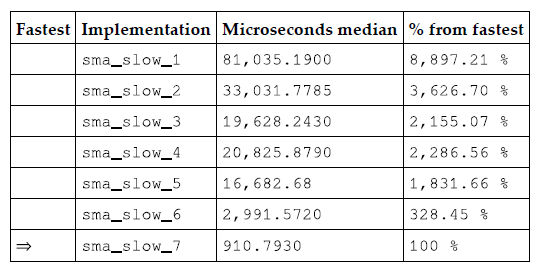 Fastest Implementation Microseconds median % from fastest
sma_slow_1 81,035.1900 8,897.21 %
sma_slow_2 33,031.7785 3,626.70 %
sma_slow_3 19,628.2430 2,155.07 %
sma_slow_4 20,825.8790 2,286.56 %
sma_slow_5 16,682.68 1,831.66 %
sma_slow_6 2,991.5720 328.45 %
⇒ sma_slow_7 910.7930 100 %